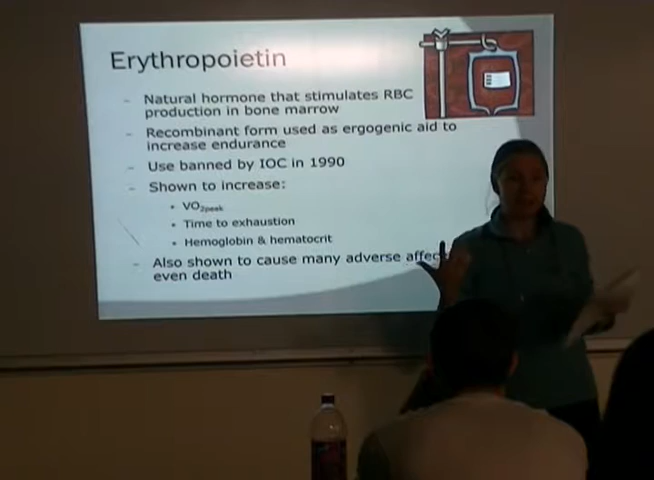 Erythropoietin
– Natural hormone that stimulates RBC
production in bone marrow
– Recombinant form used as ergogenic aid to
increase endurance
– Use banned by IOC in 1990
– Shown to increase:
• VO2peak
• Time to exhaustion
• Hemoglobin & hematocrit
– Also shown to cause many adverse affec
even death